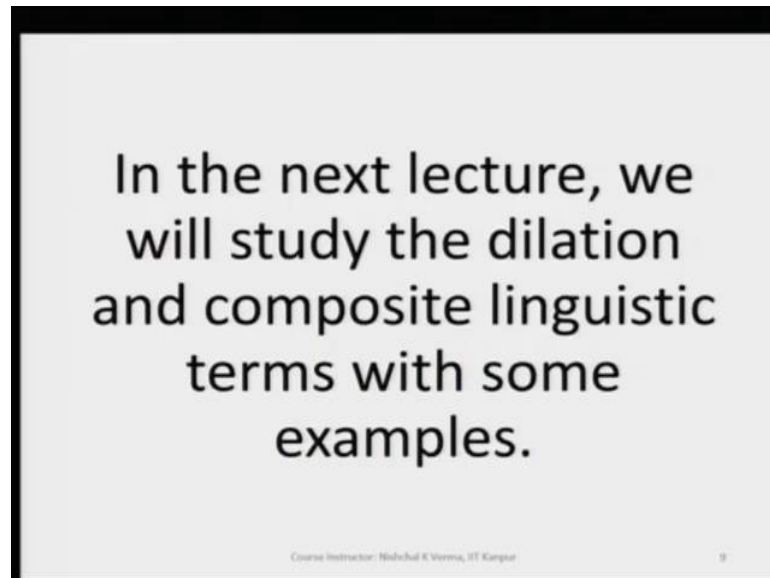 In the next lecture, we
will study the dilation
and composite linguistic
terms with some
examples.
Course Instructor: Nishchal K Verma, IIT Kanpur
9